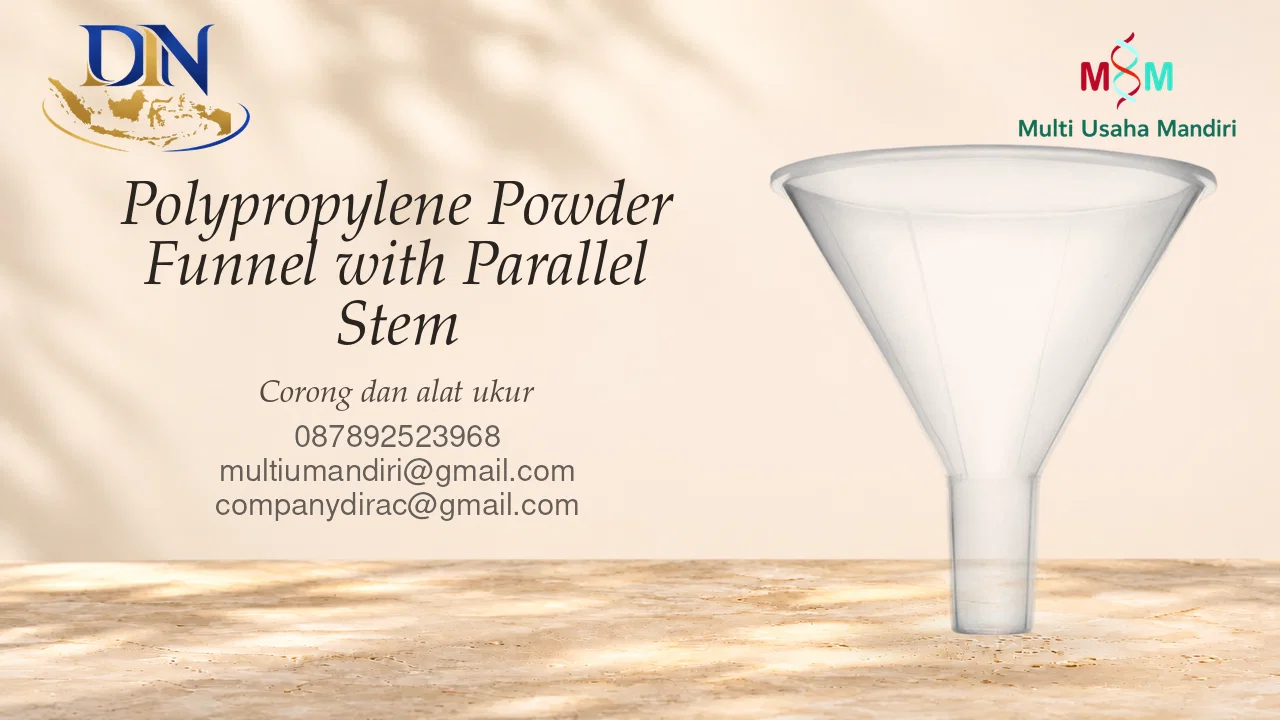 DIN
M M
Multi Usaha Mandiri
Polypropylene Powder
Funnel with Parallel
Stem
Corong dan alat ukur
087892523968
multiumandiri@gmail.com
companydirac@gmail.com